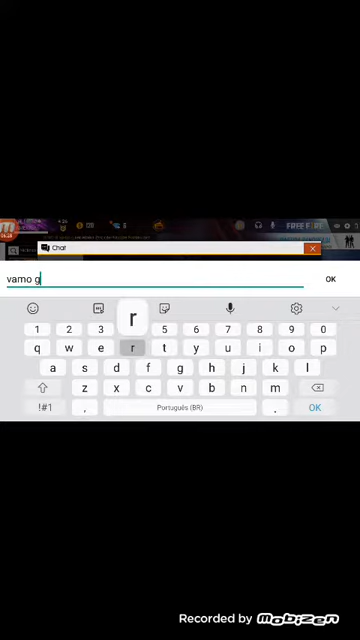 FREE FIRE
Chat
vamo g
OK
r
1 2 3 5 6 7 8 9 0
q w e r t y u i o p
a s d f g h j k l
z x c v b n m
!#1 , Português (BR) . OK
Recorded by mobizen